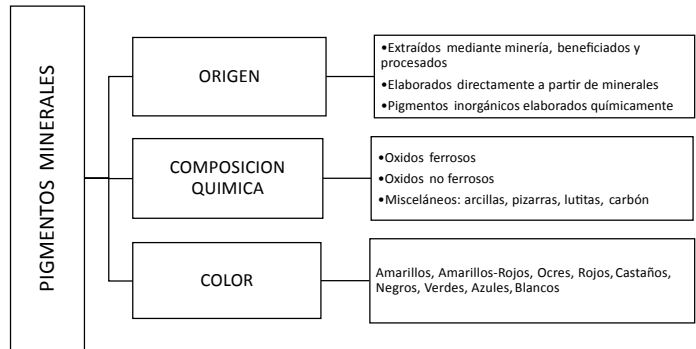 PIGMENTOS MINERALES
ORIGEN
•Extraídos mediante minería, beneficiados y
procesados
•Elaborados directamente a partir de minerales
•Pigmentos inorgánicos elaborados químicamente
COMPOSICION
QUIMICA
•Oxidos ferrosos
•Oxidos no ferrosos
•Misceláneos: arcillas, pizarras, lutitas, carbón
COLOR
Amarillos, Amarillos-Rojos, Ocres, Rojos, Castaños,
Negros, Verdes, Azules, Blancos